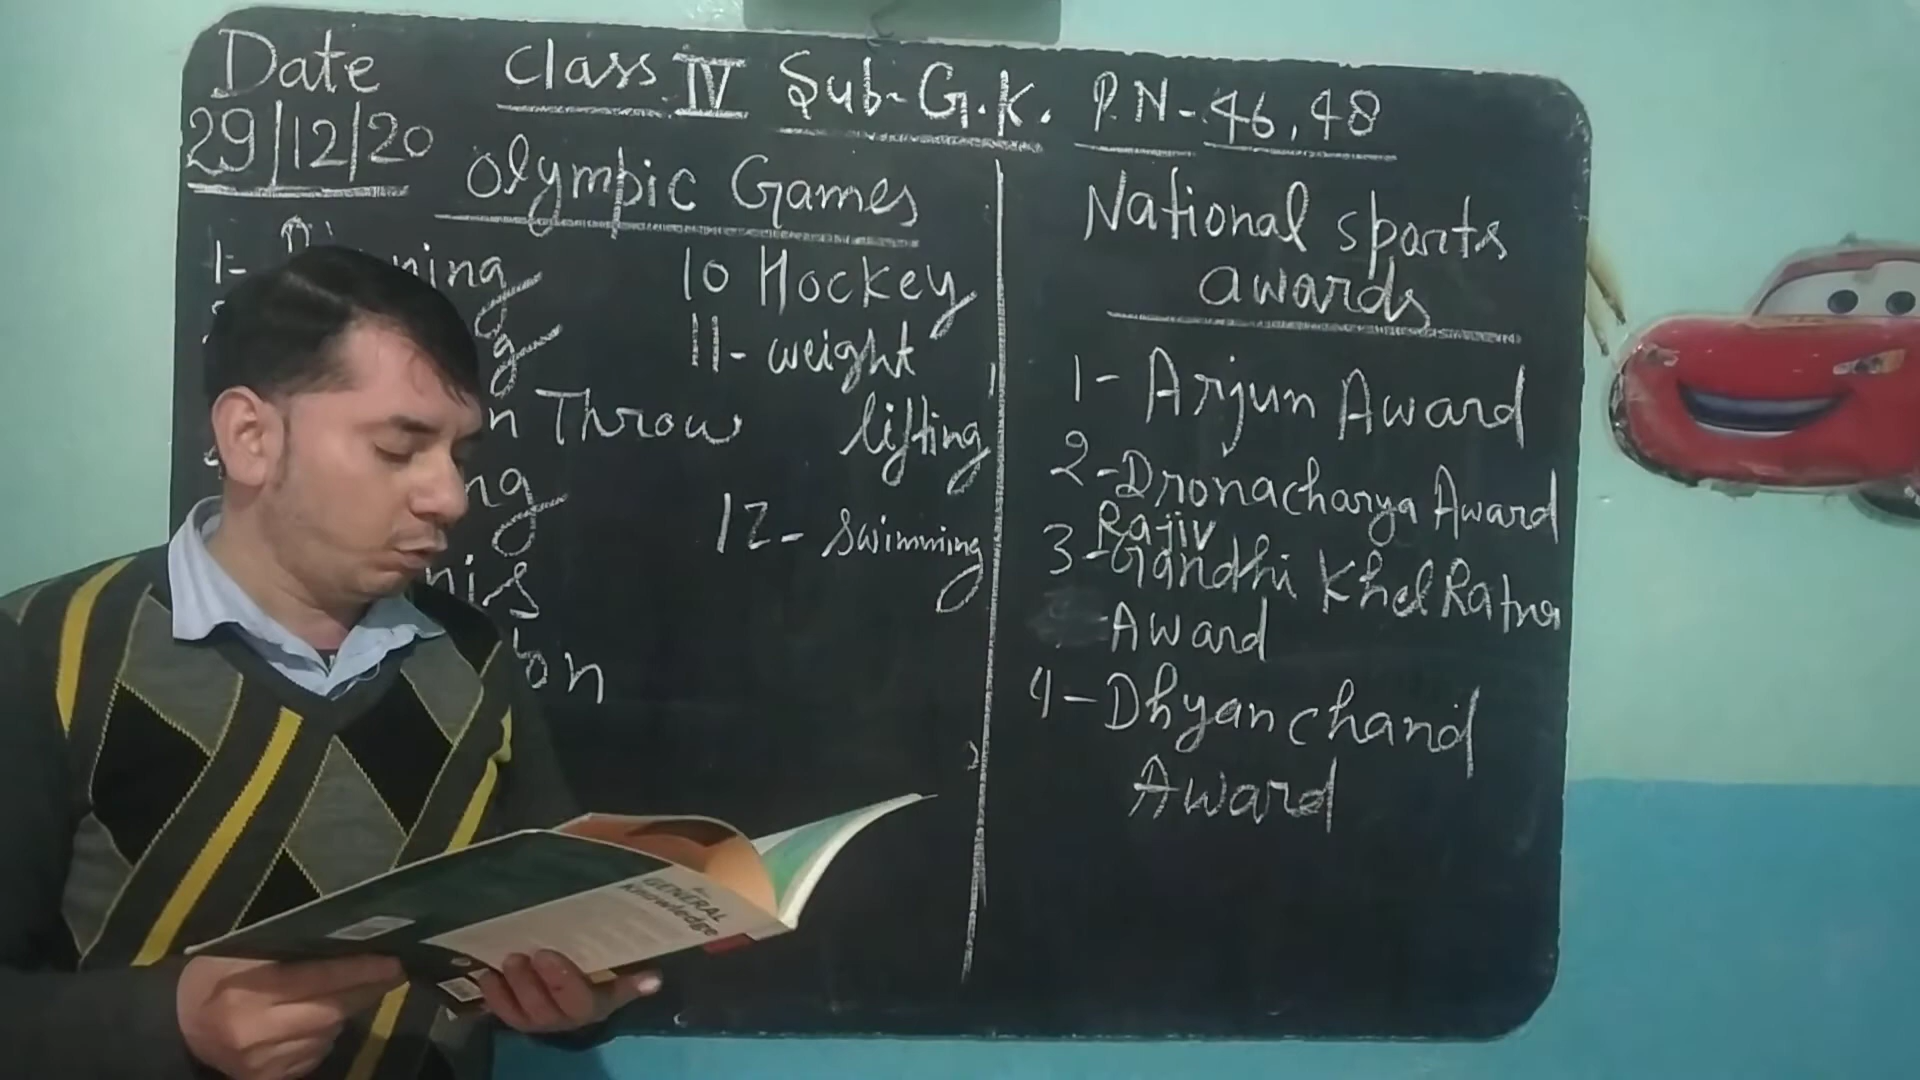 Date
29/12/20
Class IV Sub-G.K. P.N-46,48
Olympic Games
1-
10 Hockey
11-weight
lifting
Throw
12-swimming
National sports
awards
1-Arjun Award
2-Dronacharya Award
Rajiv
3-Gandhi Khel Ratna
Award
4-Dhyanchand
Award
GENERAL
Knowledge